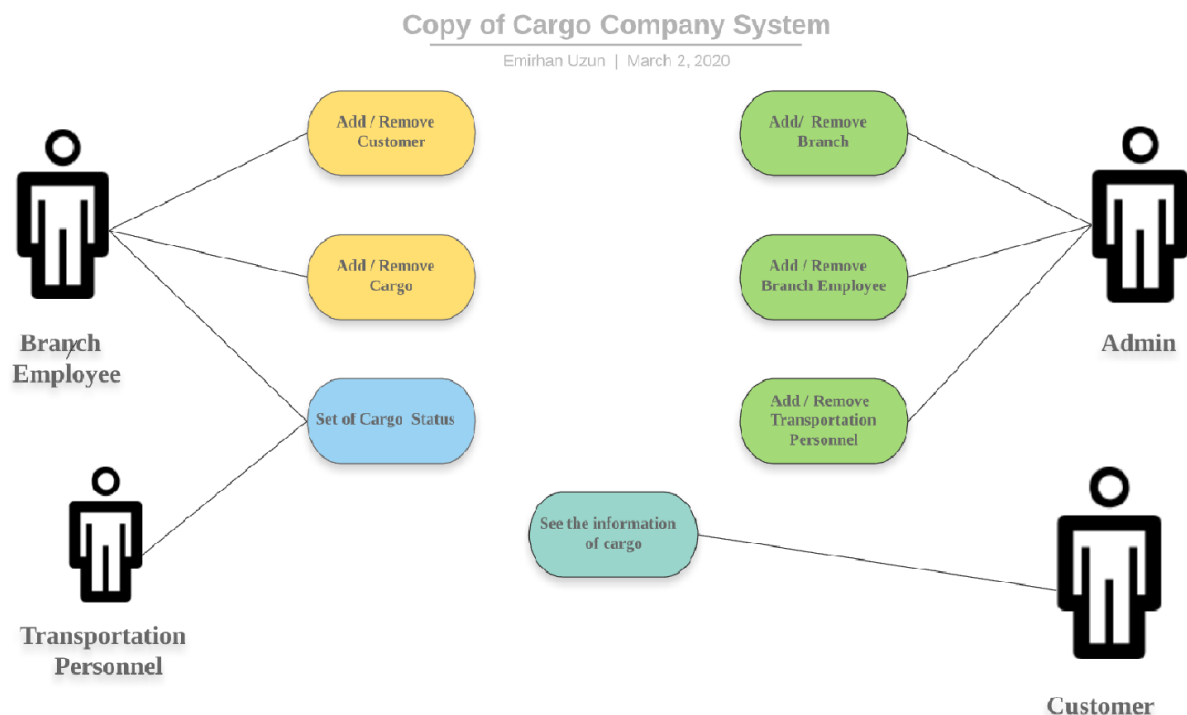 Copy of Cargo Company System
Emirhan Uzun | March 2, 2020
Add / Remove
Customer
Add/ Remove
Branch
Add / Remove
Cargo
Add / Remove
Branch Employee
Branch
Employee
Admin
Set of Cargo Status
Add / Remove
Transportation
Personnel
See the information
of cargo
Transportation
Personnel
Customer